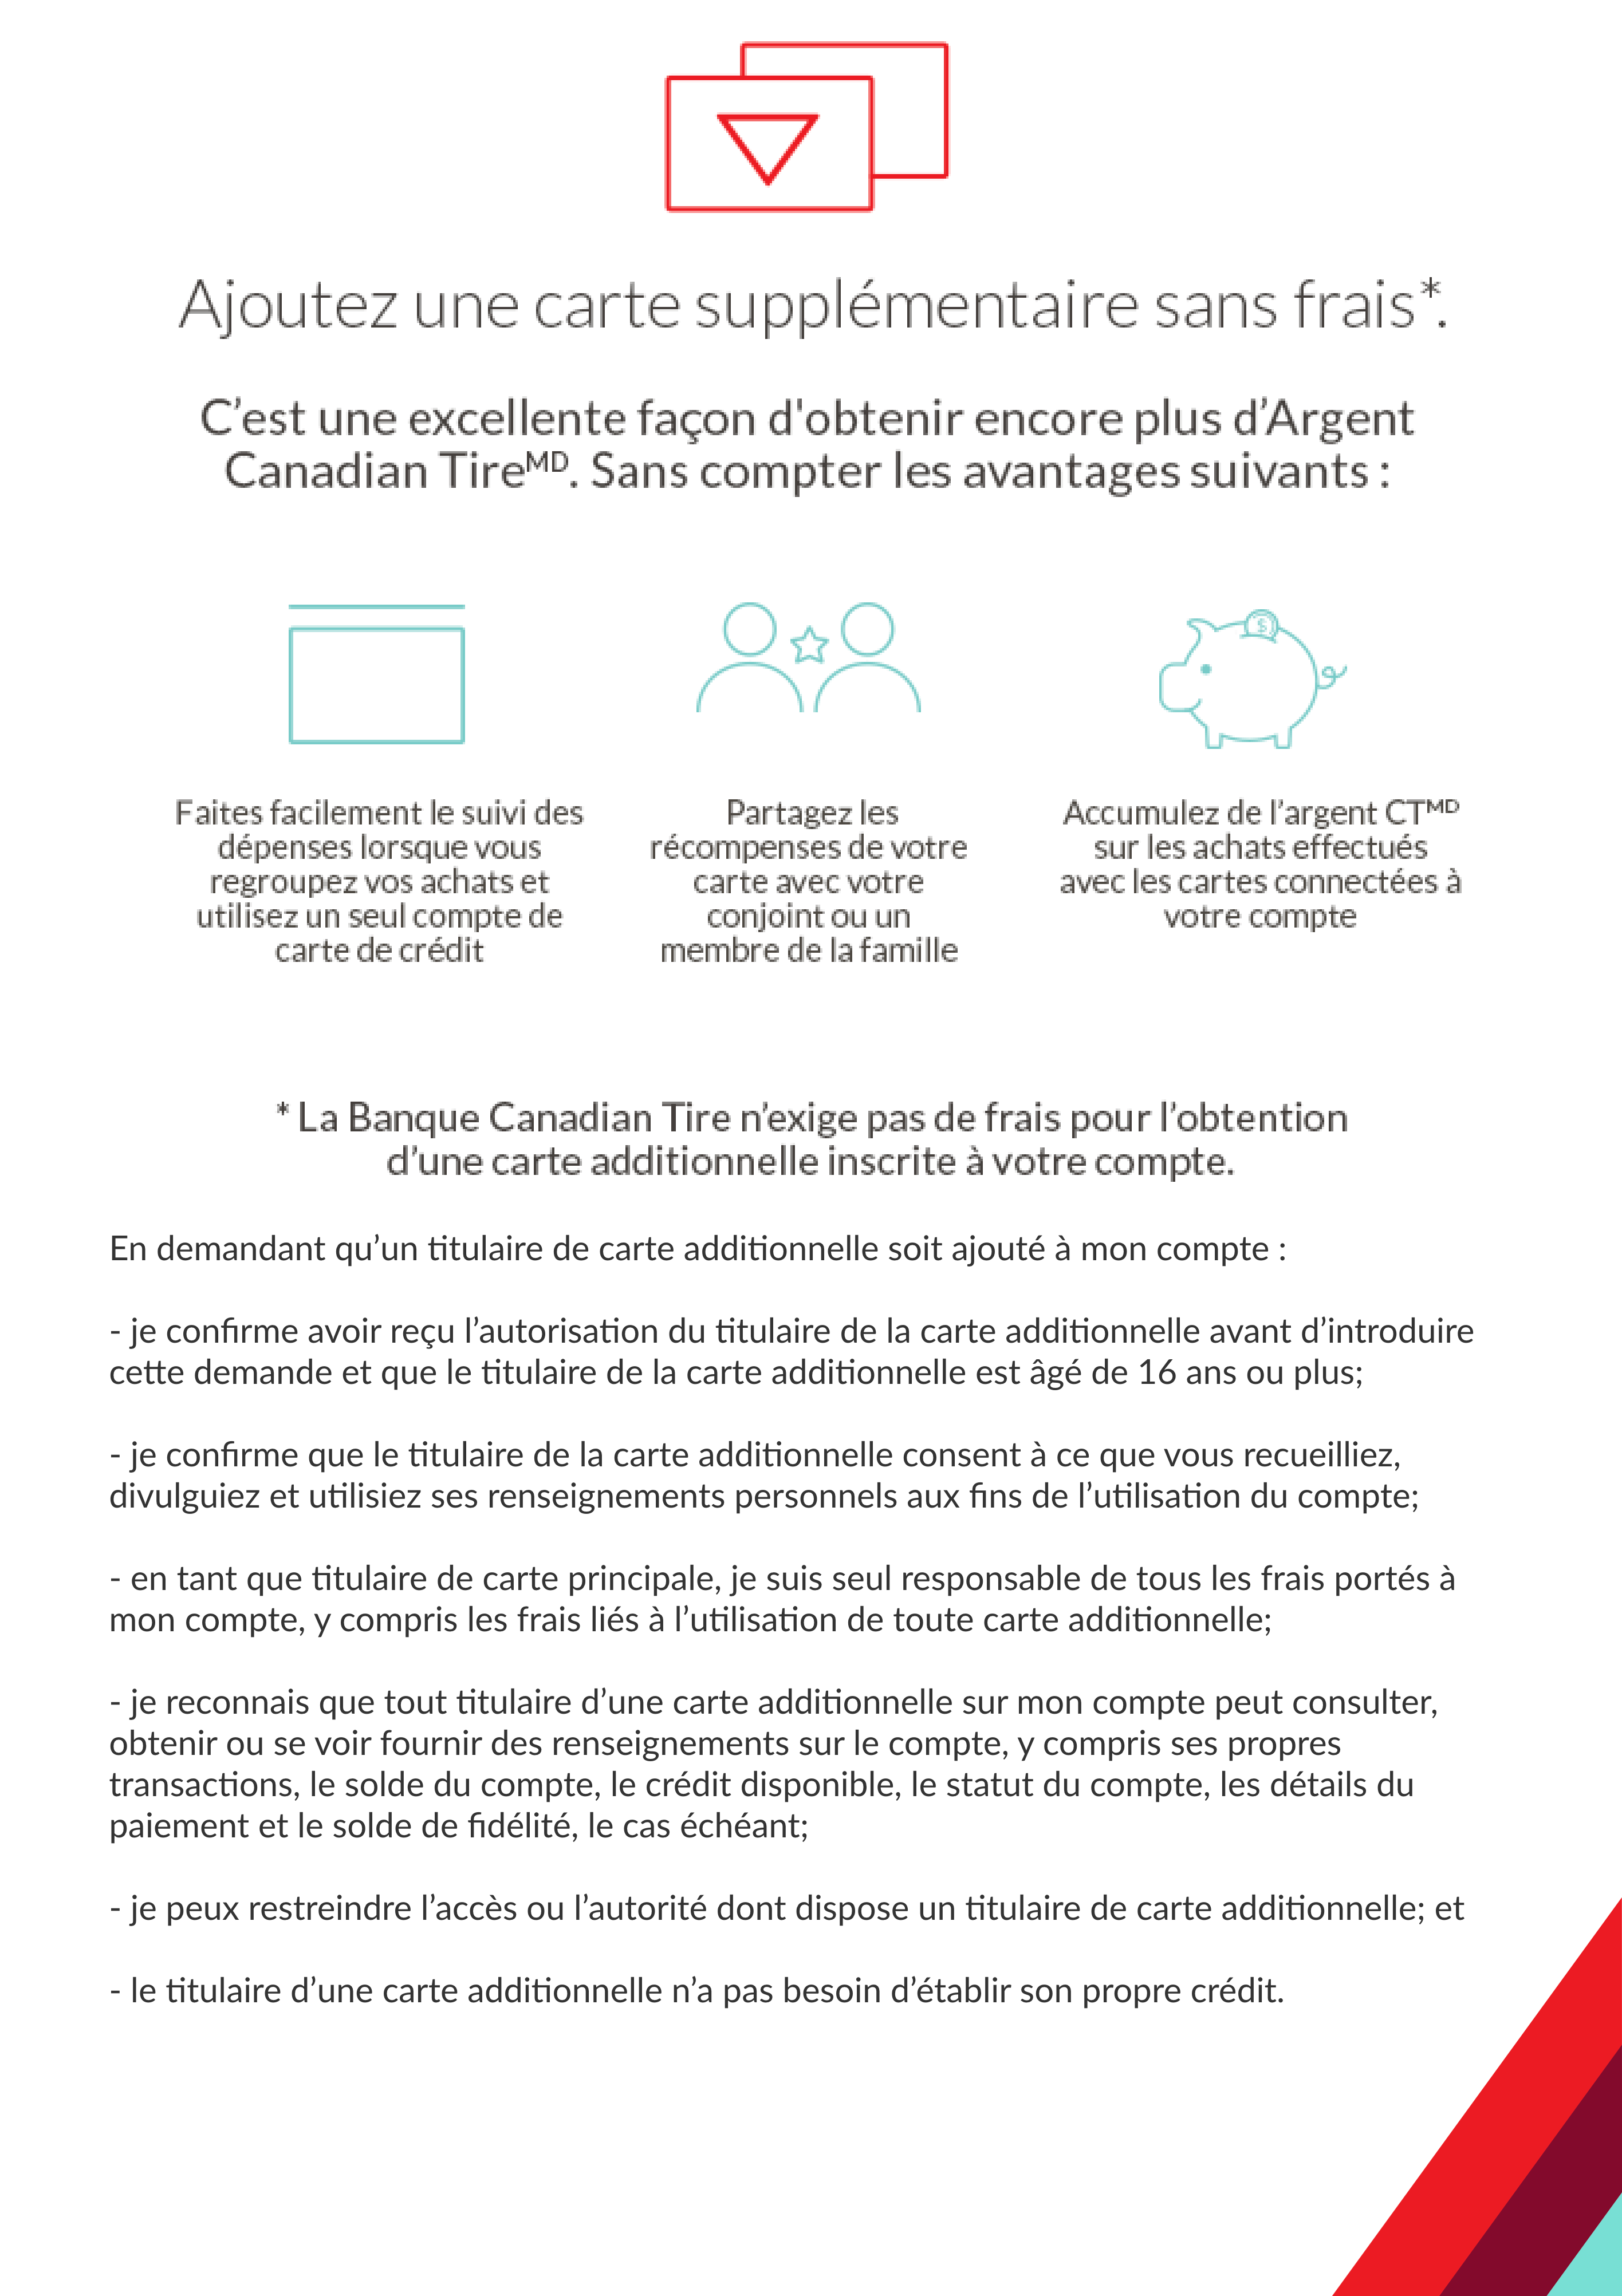 Ajoutez une carte supplémentaire sans frais*.
C’est une excellente façon d'obtenir encore plus d’Argent
Canadian Tireᴹᴰ. Sans compter les avantages suivants :
Faites facilement le suivi des
dépenses lorsque vous
regroupez vos achats et
utilisez un seul compte de
carte de crédit
Partagez les
récompenses de votre
carte avec votre
conjoint ou un
membre de la famille
$
Accumulez de l’argent CTᴹᴰ
sur les achats effectués
avec les cartes connectées à
votre compte
* La Banque Canadian Tire n’exige pas de frais pour l’obtention
d’une carte additionnelle inscrite à votre compte.
En demandant qu’un titulaire de carte additionnelle soit ajouté à mon compte :
- je confirme avoir reçu l’autorisation du titulaire de la carte additionnelle avant d’introduire
cette demande et que le titulaire de la carte additionnelle est âgé de 16 ans ou plus;
- je confirme que le titulaire de la carte additionnelle consent à ce que vous recueilliez,
divulguiez et utilisiez ses renseignements personnels aux fins de l’utilisation du compte;
- en tant que titulaire de carte principale, je suis seul responsable de tous les frais portés à
mon compte, y compris les frais liés à l’utilisation de toute carte additionnelle;
- je reconnais que tout titulaire d’une carte additionnelle sur mon compte peut consulter,
obtenir ou se voir fournir des renseignements sur le compte, y compris ses propres
transactions, le solde du compte, le crédit disponible, le statut du compte, les détails du
paiement et le solde de fidélité, le cas échéant;
- je peux restreindre l’accès ou l’autorité dont dispose un titulaire de carte additionnelle; et
- le titulaire d’une carte additionnelle n’a pas besoin d’établir son propre crédit.